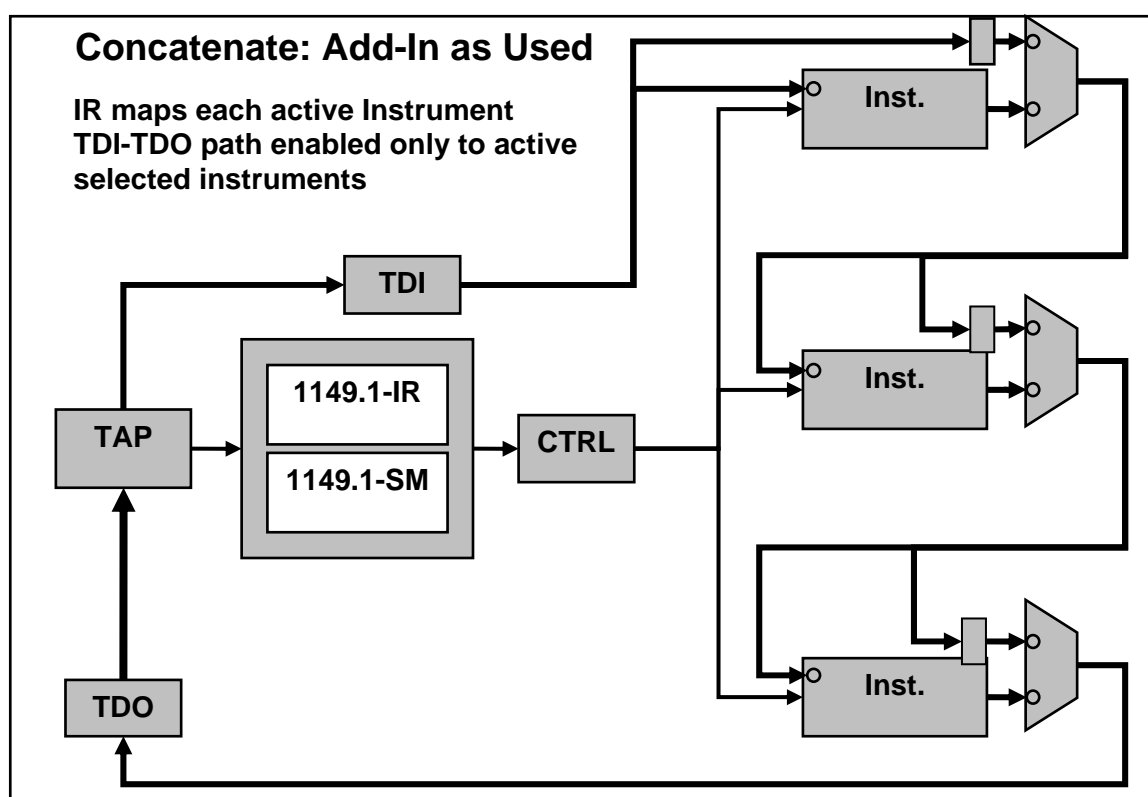 Concatenate: Add-In as Used
IR maps each active Instrument
TDI-TDO path enabled only to active
selected instruments
Inst.
TDI
1149.1-IR
Inst.
TAP
CTRL
1149.1-SM
Inst.
TDO